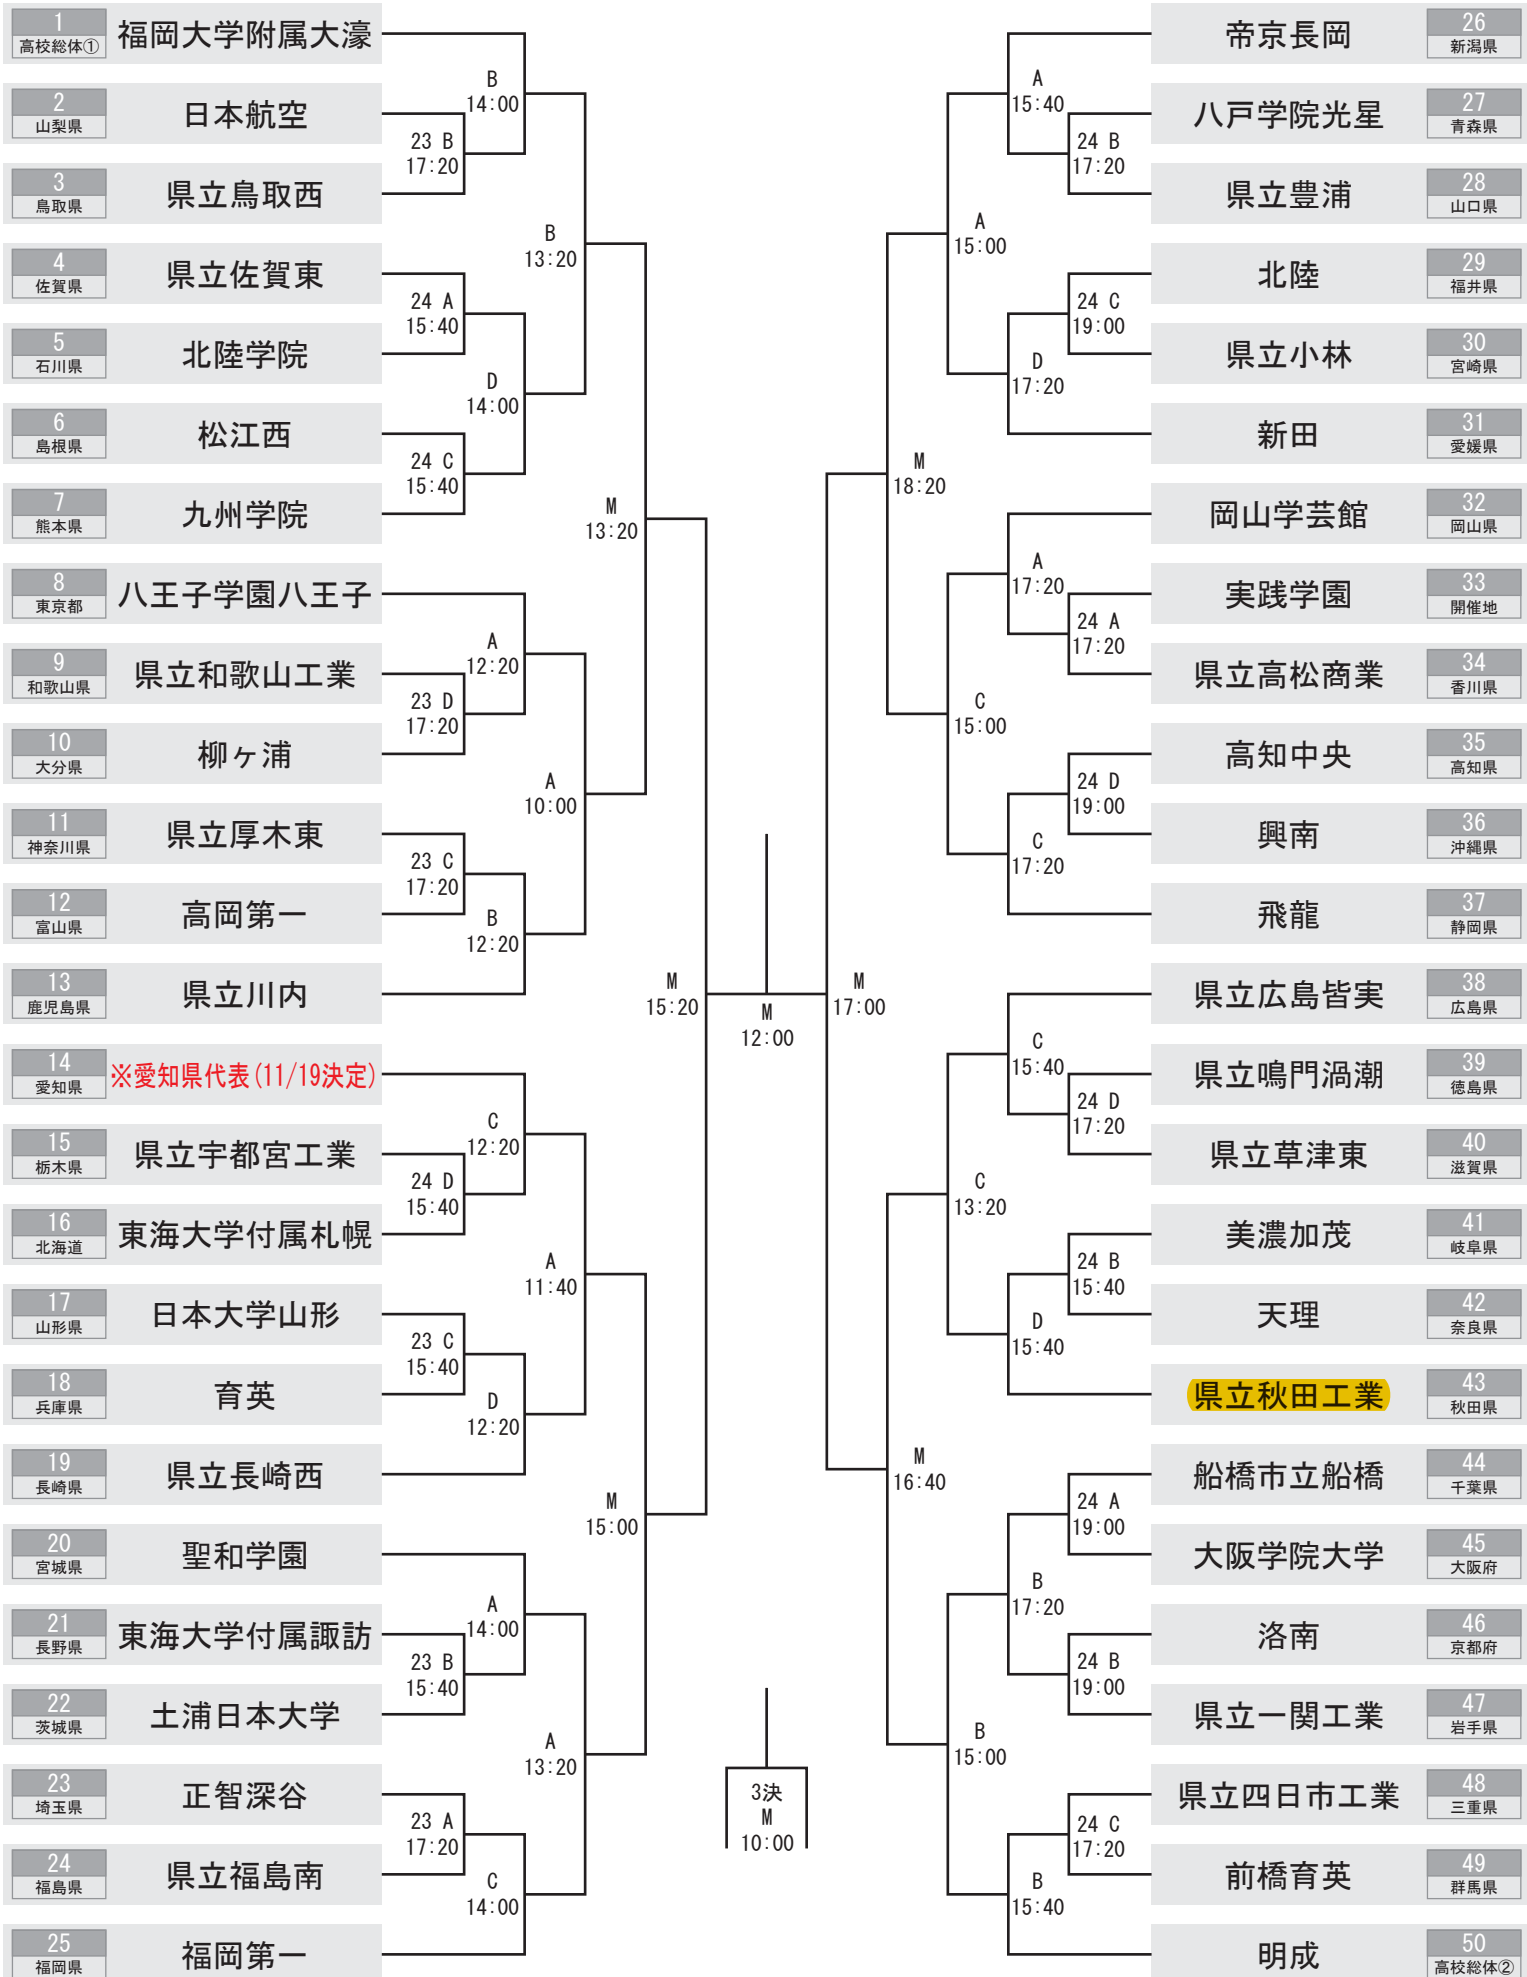 1
高校総体①
福岡大学附属大濠
2
山梨県
日本航空
3
鳥取県
県立鳥取西
4
佐賀県
県立佐賀東
5
石川県
北陸学院
6
島根県
松江西
7
熊本県
九州学院
8
東京都
八王子学園八王子
9
和歌山県
県立和歌山工業
10
大分県
柳ヶ浦
11
神奈川県
県立厚木東
12
富山県
高岡第一
13
鹿児島県
県立川内
14
愛知県
※愛知県代表(11/19決定)
15
栃木県
県立宇都宮工業
16
北海道
東海大学付属札幌
17
山形県
日本大学山形
18
兵庫県
育英
19
長崎県
県立長崎西
20
宮城県
聖和学園
21
長野県
東海大学付属諏訪
22
茨城県
土浦日本大学
23
埼玉県
正智深谷
24
福島県
県立福島南
25
福岡県
福岡第一
23 B
17:20
24 A
15:40
24 C
15:40
23 D
17:20
23 C
17:20
24 D
15:40
23 C
15:40
23 B
15:40
23 A
17:20
B
14:00
D
14:00
A
12:20
B
12:20
C
12:20
D
12:20
A
14:00
C
14:00
B
13:20
A
10:00
A
11:40
A
13:20
M
13:20
M
15:00
M
15:20
M
12:00
3決
M
10:00
M
17:00
M
18:20
M
16:40
A
15:00
C
15:00
C
13:20
B
15:00
A
15:40
D
17:20
A
17:20
C
17:20
C
15:40
D
15:40
B
17:20
B
15:40
24 B
17:20
24 C
19:00
24 A
17:20
24 D
19:00
24 D
17:20
24 B
15:40
24 A
19:00
24 B
19:00
24 C
17:20
帝京長岡
26
新潟県
八戸学院光星
27
青森県
県立豊浦
28
山口県
北陸
29
福井県
県立小林
30
宮崎県
新田
31
愛媛県
岡山学芸館
32
岡山県
実践学園
33
開催地
県立高松商業
34
香川県
高知中央
35
高知県
興南
36
沖縄県
飛龍
37
静岡県
県立広島皆実
38
広島県
県立鳴門渦潮
39
徳島県
県立草津東
40
滋賀県
美濃加茂
41
岐阜県
天理
42
奈良県
県立秋田工業
43
秋田県
船橋市立船橋
44
千葉県
大阪学院大学
45
大阪府
洛南
46
京都府
県立一関工業
47
岩手県
県立四日市工業
48
三重県
前橋育英
49
群馬県
明成
50
高校総体②